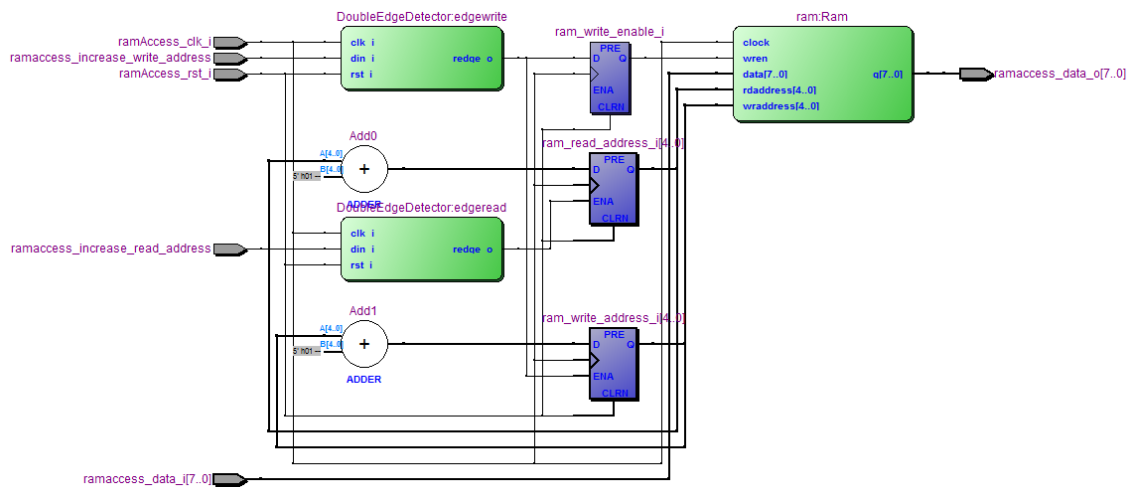 DoubleEdgeDetector:edgewrite
ram:Ram
ramAccess_clk_i
ramaccess_increase_write_address
ramAccess_rst_i
clk i
din i
rst i
redge o
ram_write_enable_i
PRE
D
Q
ENA
CLRN
clock
wren
data[7..0]
rdaddress[4..0]
wraddress[4..0]
q[7..0]
ramaccess_data_o[7..0]
Add0
A[4..0]
B[4..0]
5' h01
+
ADDER
ram_read_address_i[4..0]
PRE
D
Q
ENA
CLRN
DoubleEdgeDetector:edgeread
ramaccess_increase_read_address
clk i
din i
rst i
redge o
Add1
A[4..0]
B[4..0]
5' h01
+
ADDER
ram_write_address_i[4..0]
PRE
D
Q
ENA
CLRN
ramaccess_data_i[7..0]